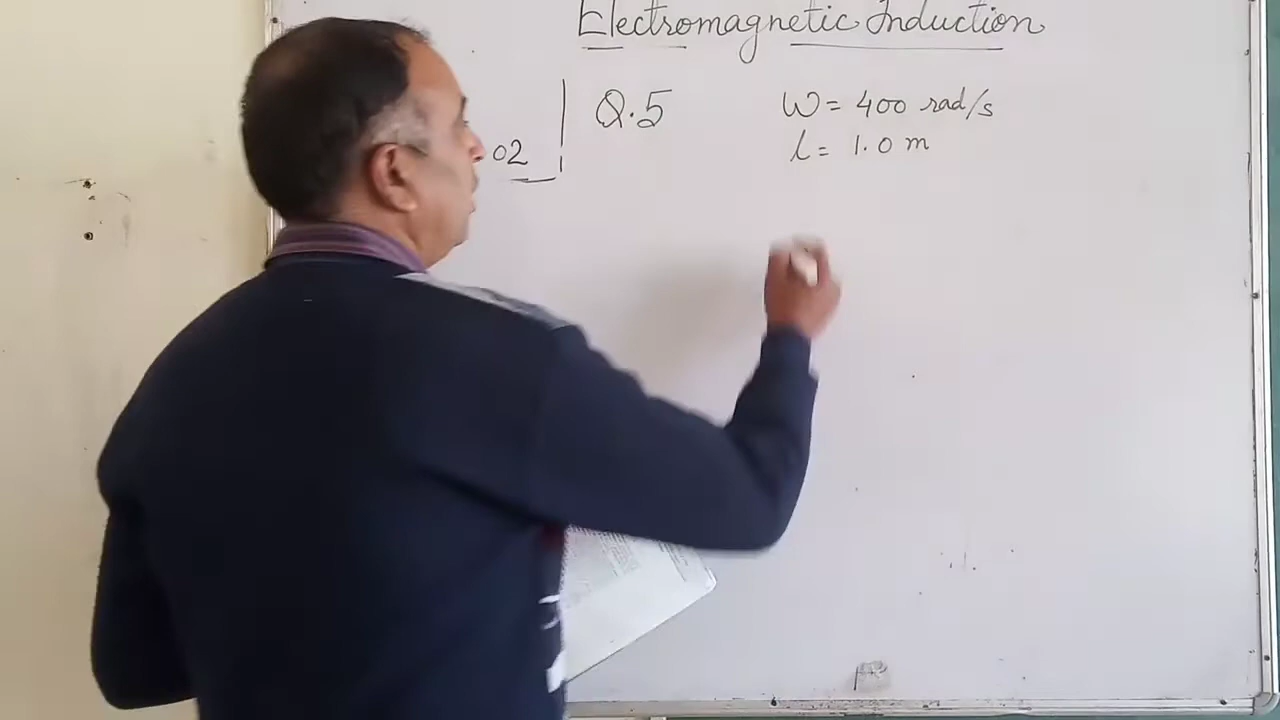 Electromagnetic Induction
02
Q.5
W = 400 rad/s
l = 1.0 m